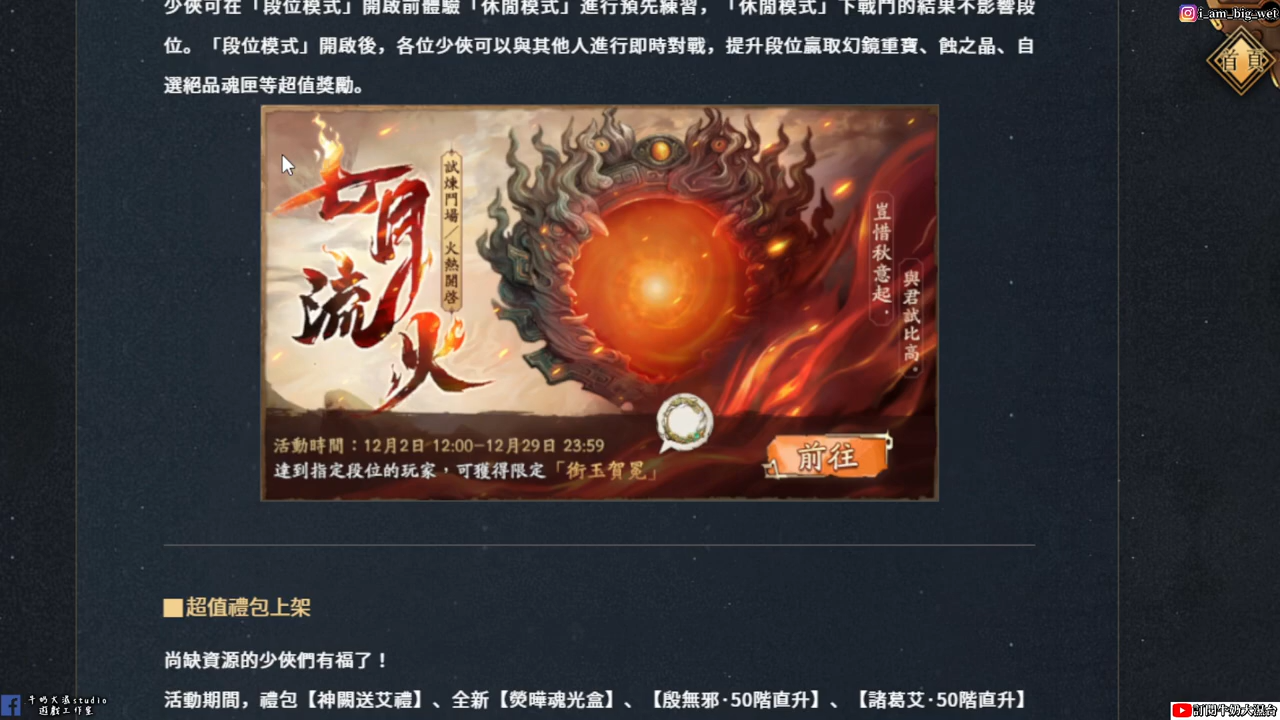 少俠可在「段位模式」開啟前體驗「休閒模式」進行預先練習，「休閒模式」下戰鬥的結果不影響段
位。「段位模式」開啟後，各位少俠可以與其他人進行即時對戰，提升段位贏取幻鏡重寶、蝕之晶、自
選絕品魂匣等超值獎勵。
i_am_big_wet
首頁
七月流火
試煉鬥場／火熱開啓
豈惜秋意起，
與君試比高。
活動時間：12月2日 12:00–12月29日 23:59
達到指定段位的玩家，可獲得限定「銜玉賀冕」
前往
■超值禮包上架
尚缺資源的少俠們有福了！
活動期間，禮包【神闕送艾禮】、全新【熒曄魂光盒】、【殷無邪·50階直升】、【諸葛艾·50階直升】
牛奶大濕studio
遊戲工作室
訂閱牛奶大濕台